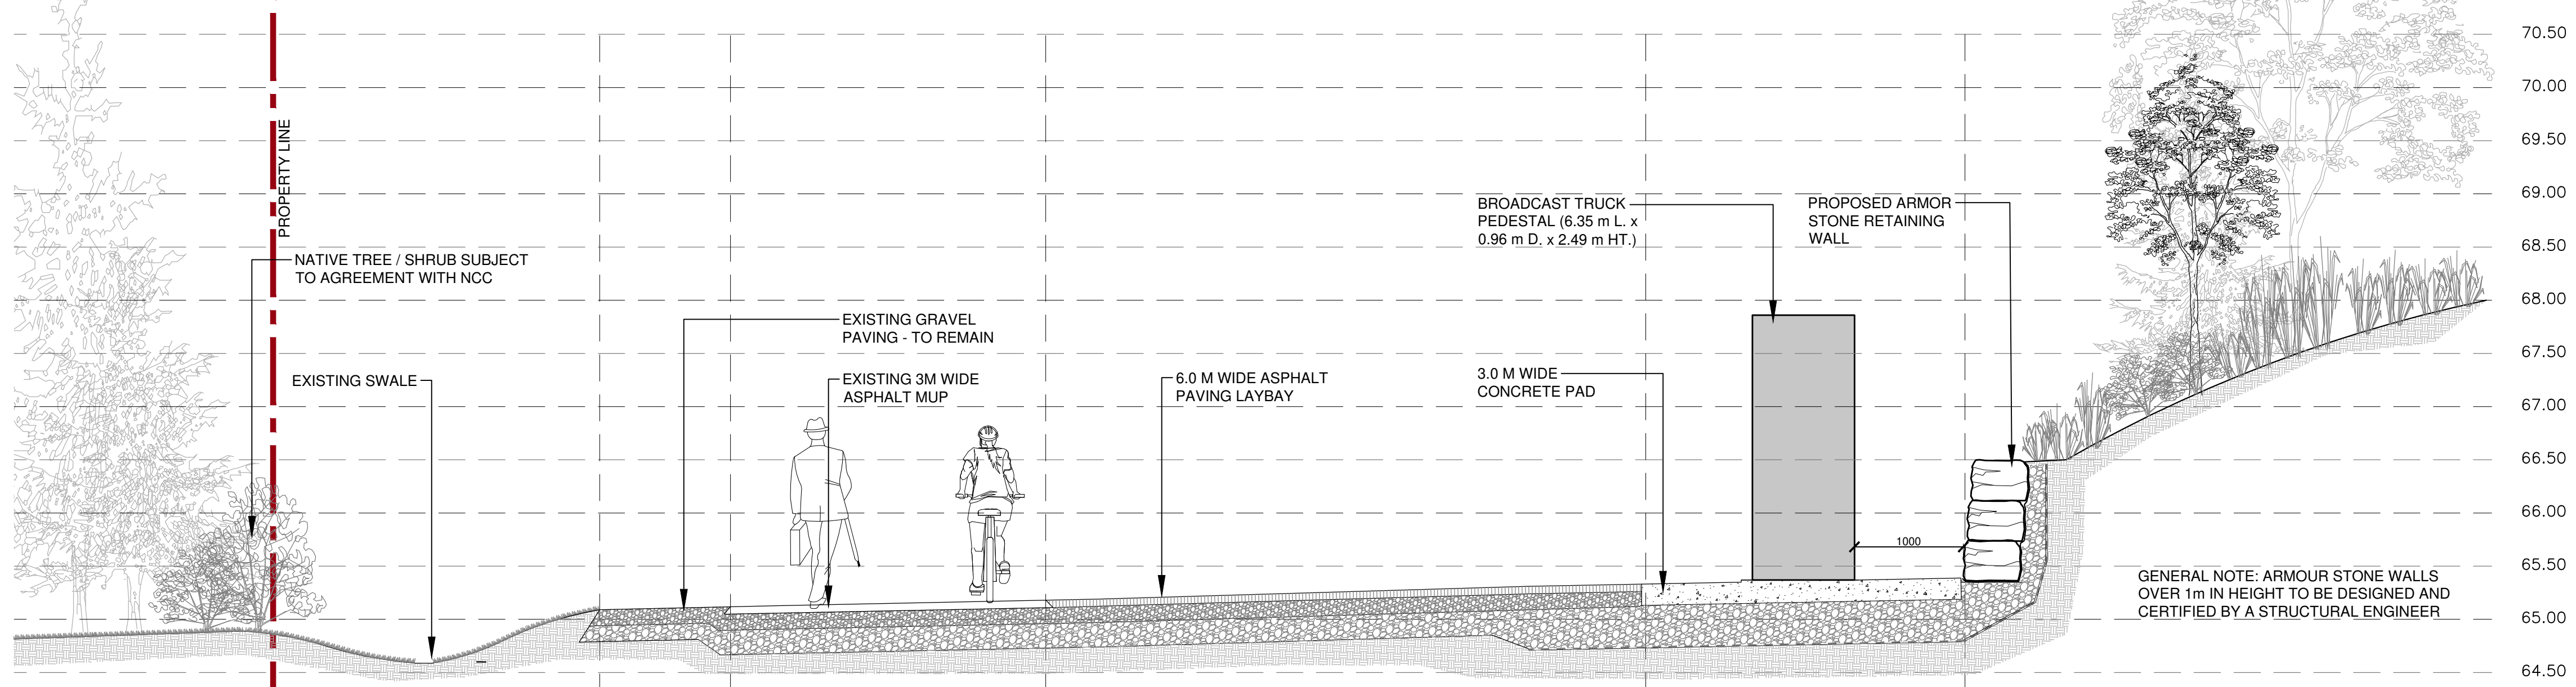 70.50
70.00
69.50
69.00
68.50
68.00
67.50
67.00
66.50
66.00
65.50
65.00
64.50
PROPERTY LINE
NATIVE TREE / SHRUB SUBJECT
TO AGREEMENT WITH NCC
EXISTING SWALE
EXISTING GRAVEL
PAVING - TO REMAIN
EXISTING 3M WIDE
ASPHALT MUP
6.0 M WIDE ASPHALT
PAVING LAYBAY
BROADCAST TRUCK
PEDESTAL (6.35 m L. x
0.96 m D. x 2.49 m HT.)
3.0 M WIDE
CONCRETE PAD
PROPOSED ARMOR
STONE RETAINING
WALL
1000
GENERAL NOTE: ARMOUR STONE WALLS
OVER 1m IN HEIGHT TO BE DESIGNED AND
CERTIFIED BY A STRUCTURAL ENGINEER